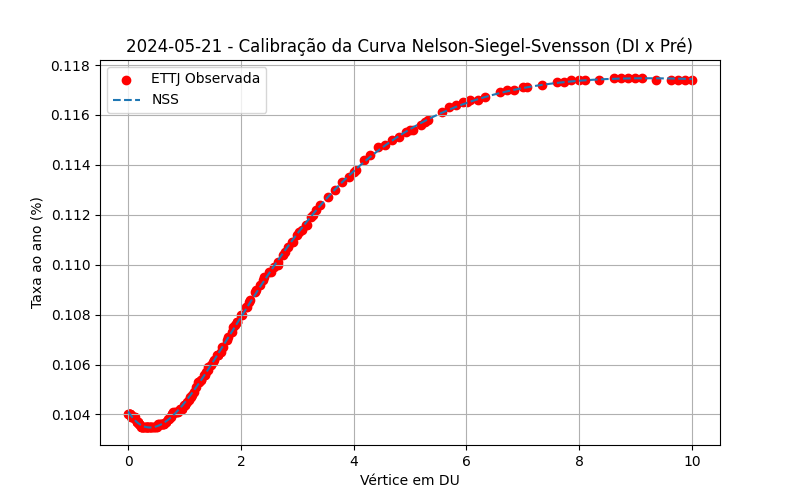 2024-05-21 - Calibração da Curva Nelson-Siegel-Svensson (DI x Pré)
ETTJ Observada
NSS
Taxa ao ano (%)
0.118
0.116
0.114
0.112
0.110
0.108
0.106
0.104
0 2 4 6 8 10
Vértice em DU